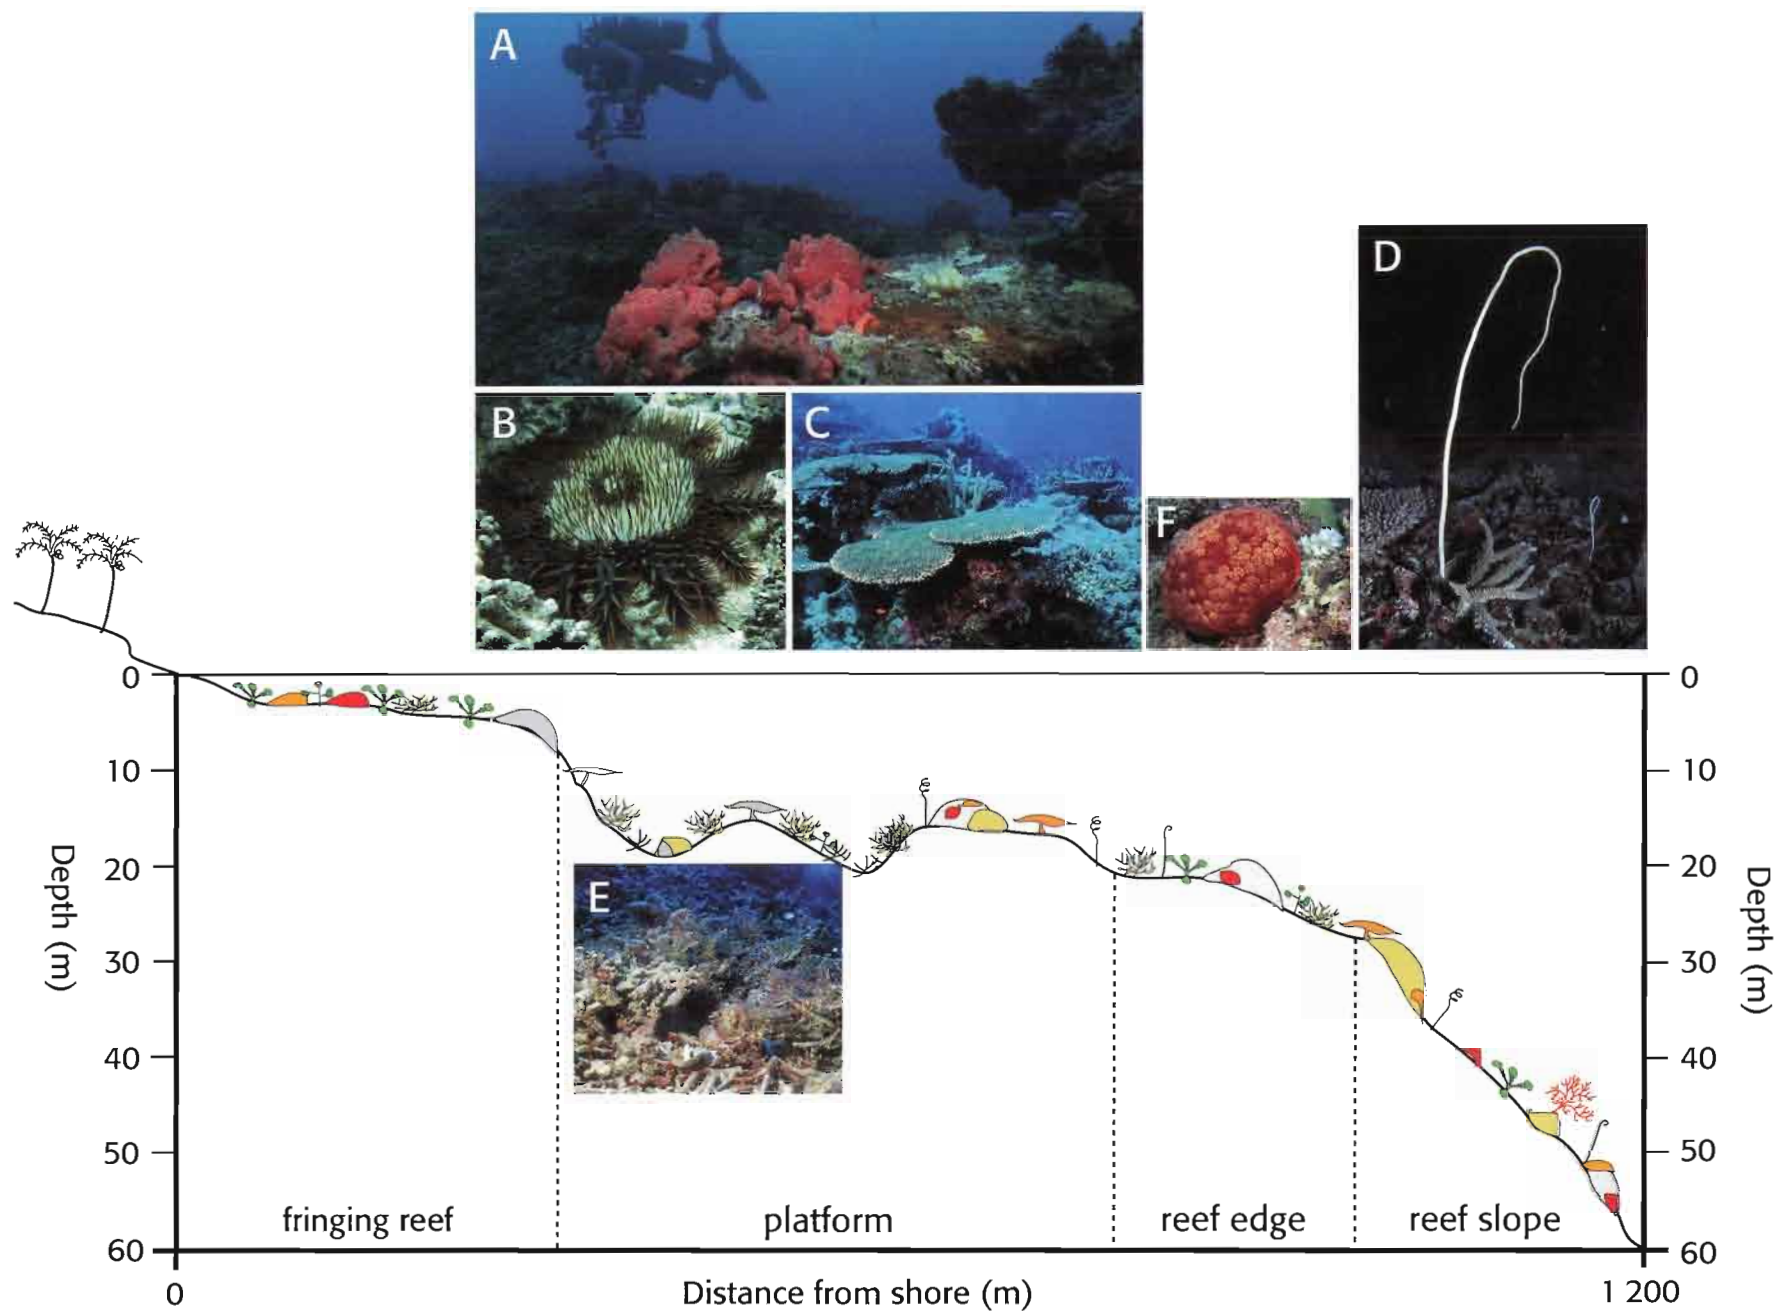 A
B
C
D
E
F
0
10
20
30
40
50
60
Depth (m)
0
10
20
30
40
50
60
Depth (m)
fringing reef
platform
reef edge
reef slope
0
Distance from shore (m)
1 200